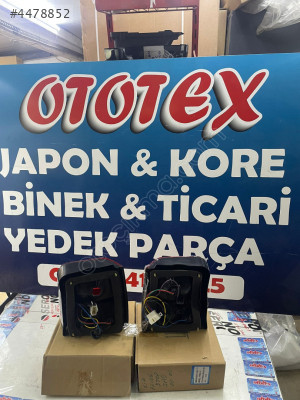 #4478852
OTOTEX
JAPON & KORE
BİNEK & TİCARİ
YEDEK PARÇA